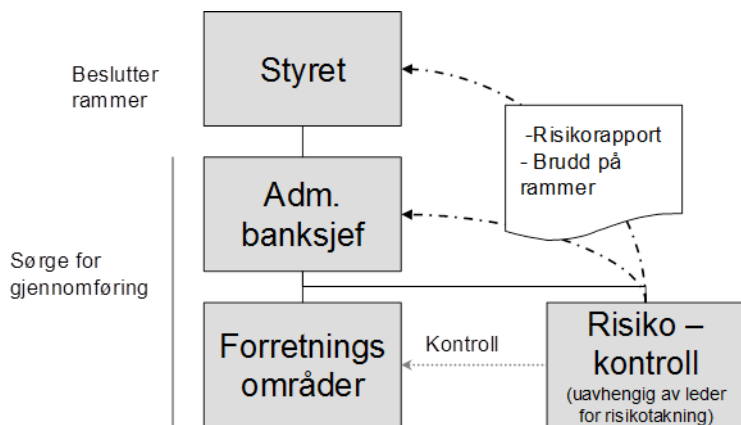 Styret
Beslutter
rammer
-Risikorapport
- Brudd på
rammer
Adm.
banksjef
Sørge for
gjennomføring
Forretnings
områder
Kontroll
Risiko –
kontroll
(uavhengig av leder
for risikotakning)